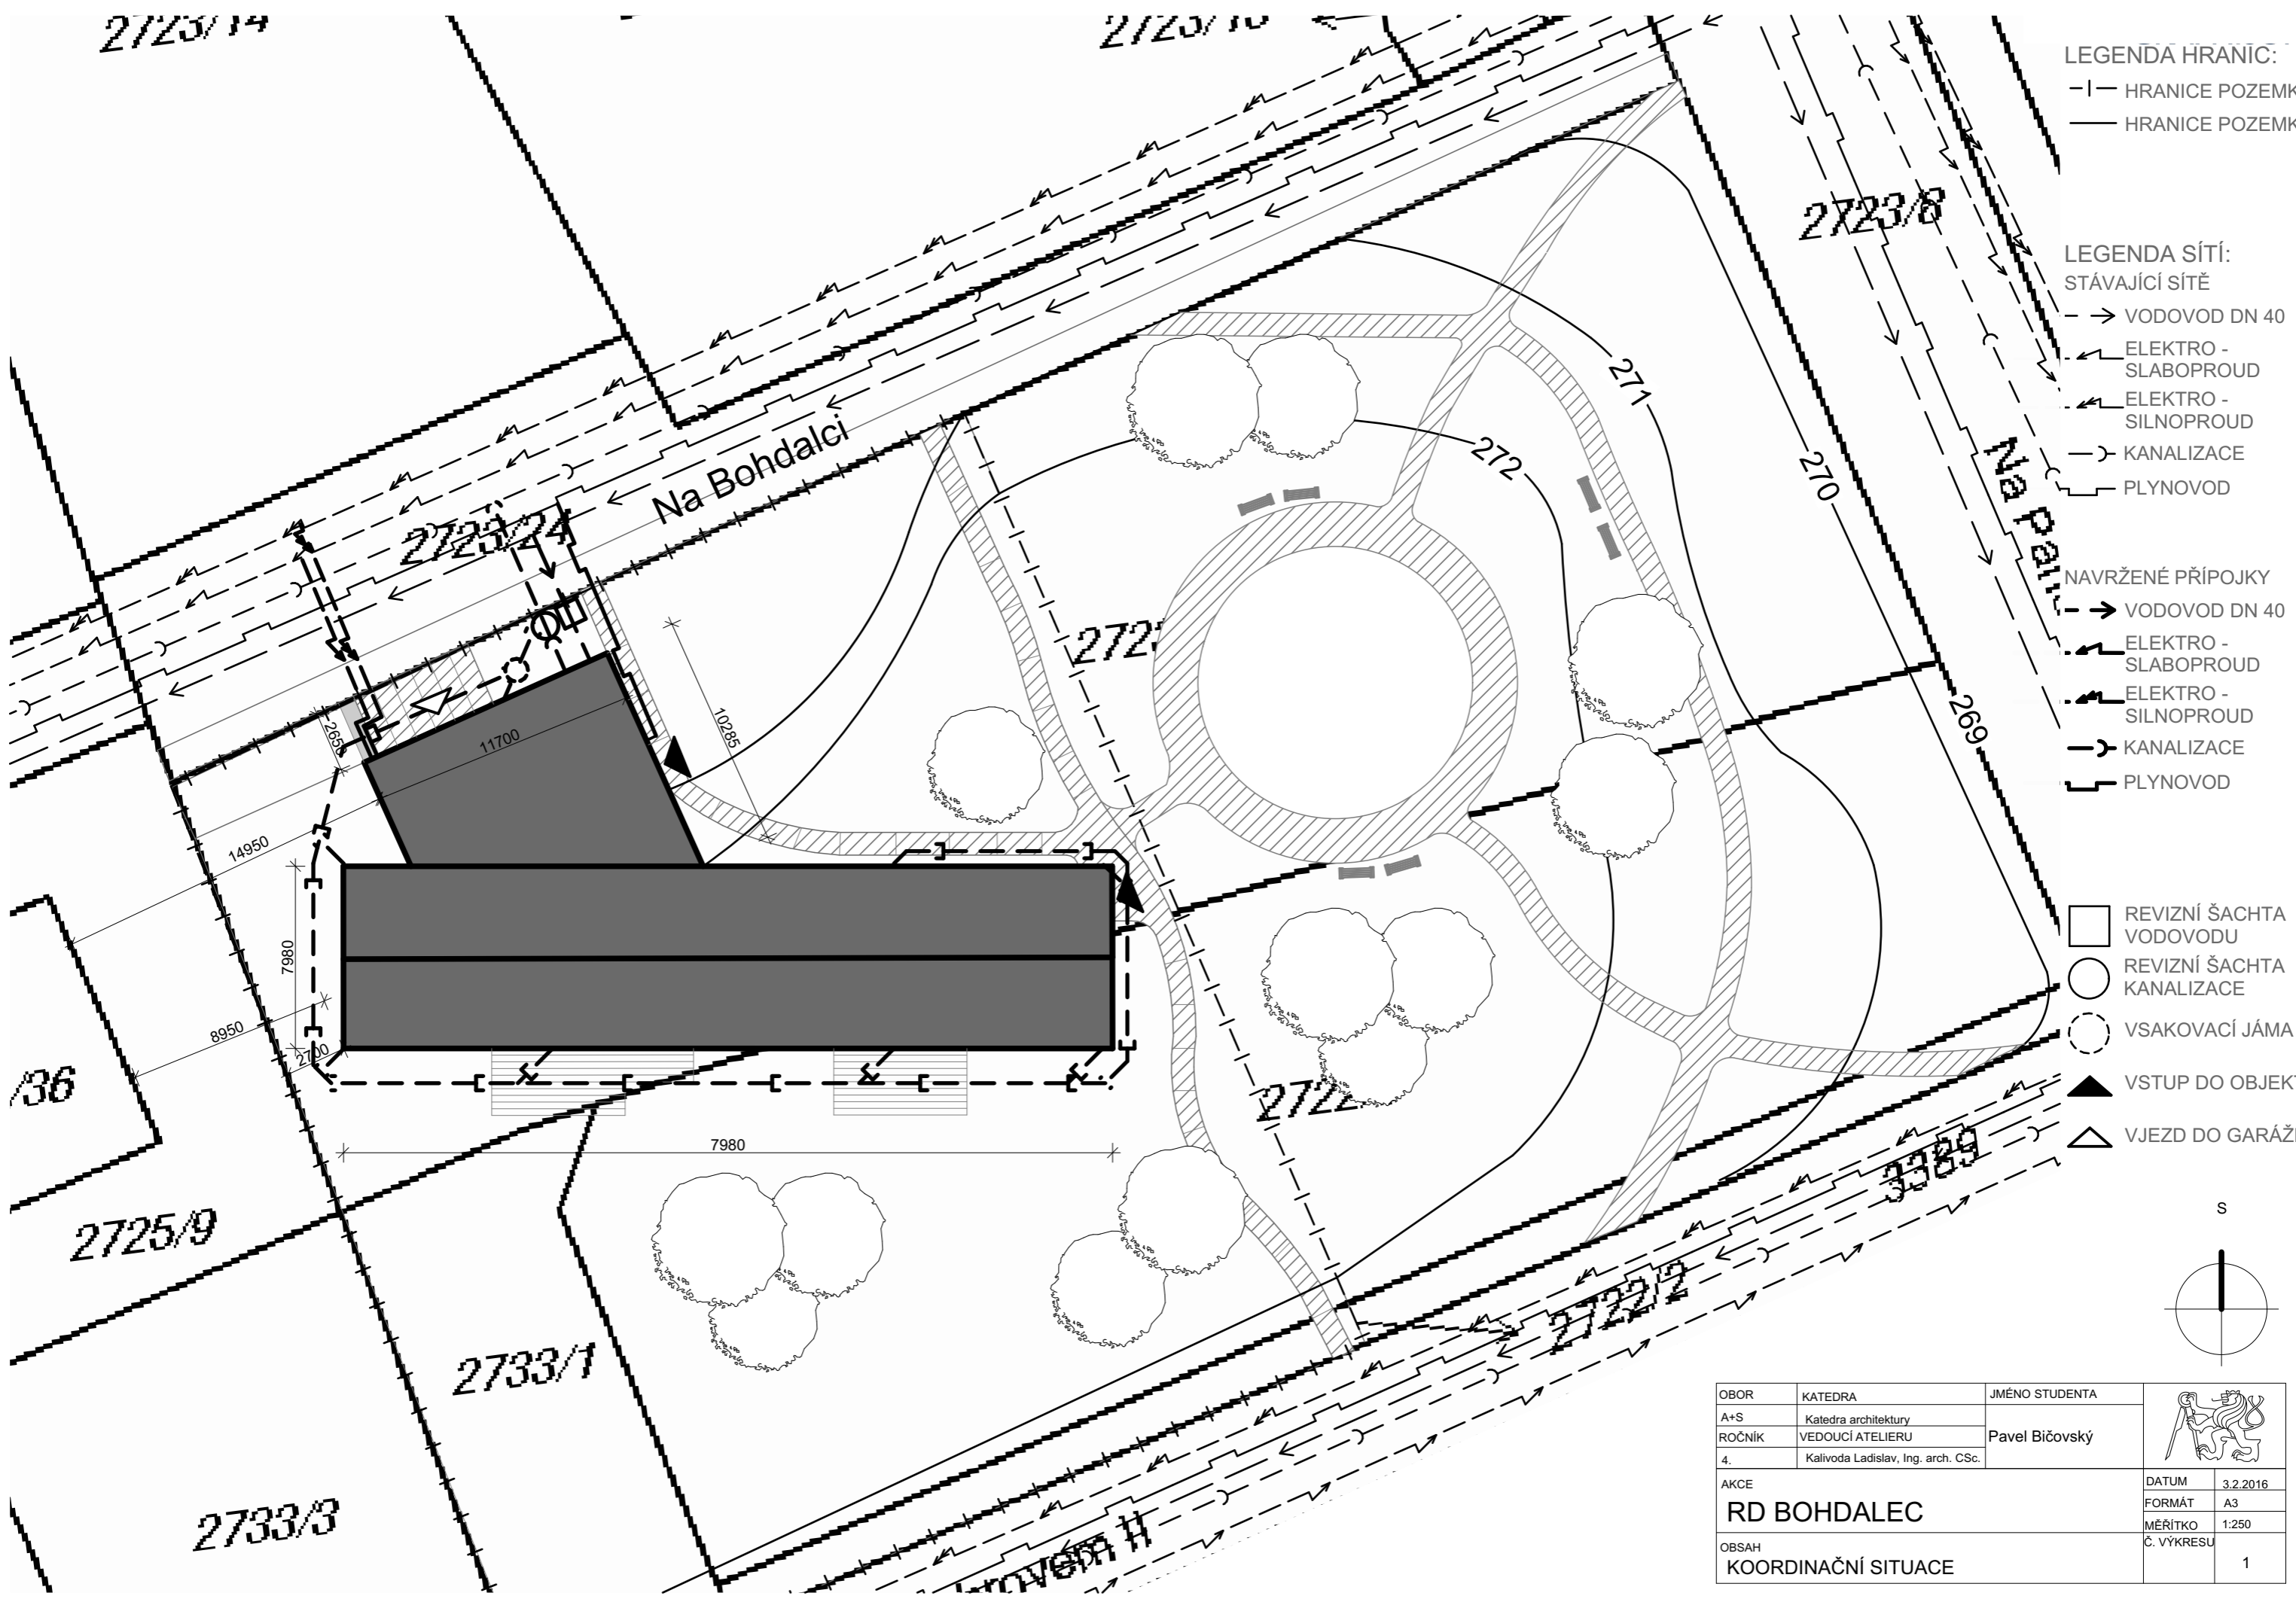 2723/14
2723/8
Na Bohdalci
2723/24
271
272
270
269
2650
11700
10285
14950
7980
8950
2700
7980
/36
2725/9
2733/1
2733/3
3389
2722/2
LEGENDA HRANIC:
HRANICE POZEMK
HRANICE POZEMK
LEGENDA SÍTÍ:
STÁVAJÍCÍ SÍTĚ
VODOVOD DN 40
ELEKTRO -
SLABOPROUD
ELEKTRO -
SILNOPROUD
KANALIZACE
PLYNOVOD
NAVRŽENÉ PŘÍPOJKY
VODOVOD DN 40
ELEKTRO -
SLABOPROUD
ELEKTRO -
SILNOPROUD
KANALIZACE
PLYNOVOD
REVIZNÍ ŠACHTA
VODOVODU
REVIZNÍ ŠACHTA
KANALIZACE
VSAKOVACÍ JÁMA
VSTUP DO OBJEKT
VJEZD DO GARÁŽ
S
OBOR
KATEDRA
JMÉNO STUDENTA
A+S
Katedra architektury
ROČNÍK
VEDOUCÍ ATELIERU
Pavel Bičovský
4.
Kalivoda Ladislav, Ing. arch. CSc.
AKCE
RD BOHDALEC
DATUM
3.2.2016
FORMÁT
A3
MĚŘÍTKO
1:250
OBSAH
KOORDINAČNÍ SITUACE
Č. VÝKRESU
1